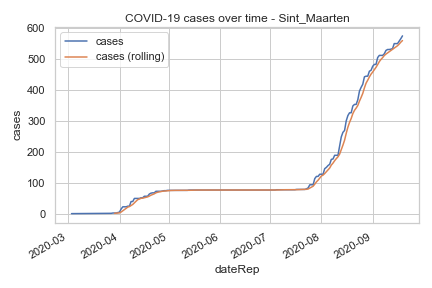 COVID-19 cases over time - Sint_Maarten
cases
cases (rolling)
600
500
400
300
200
100
0
cases
2020-03
2020-04
2020-05
2020-06
2020-07
2020-08
2020-09
dateRep